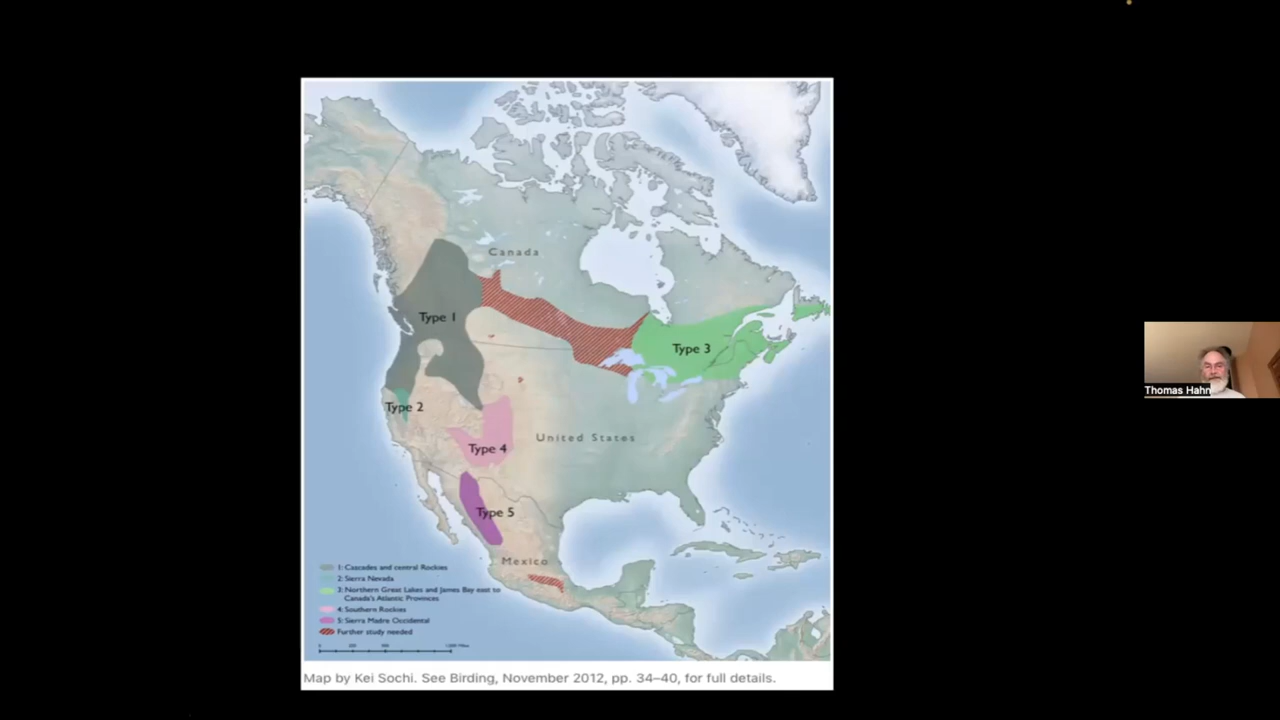 Canada
Type 1
Type 3
Type 2
United States
Type 4
Type 5
Mexico
1: Cascades and central Rockies
2: Sierra Nevada
3: Northern Great Lakes and James Bay east to
Canada's Atlantic Provinces
4: Southern Rockies
5: Sierra Madre Occidental
Further study needed
Map by Kei Sochi. See Birding, November 2012, pp. 34–40, for full details.
Thomas Hahn